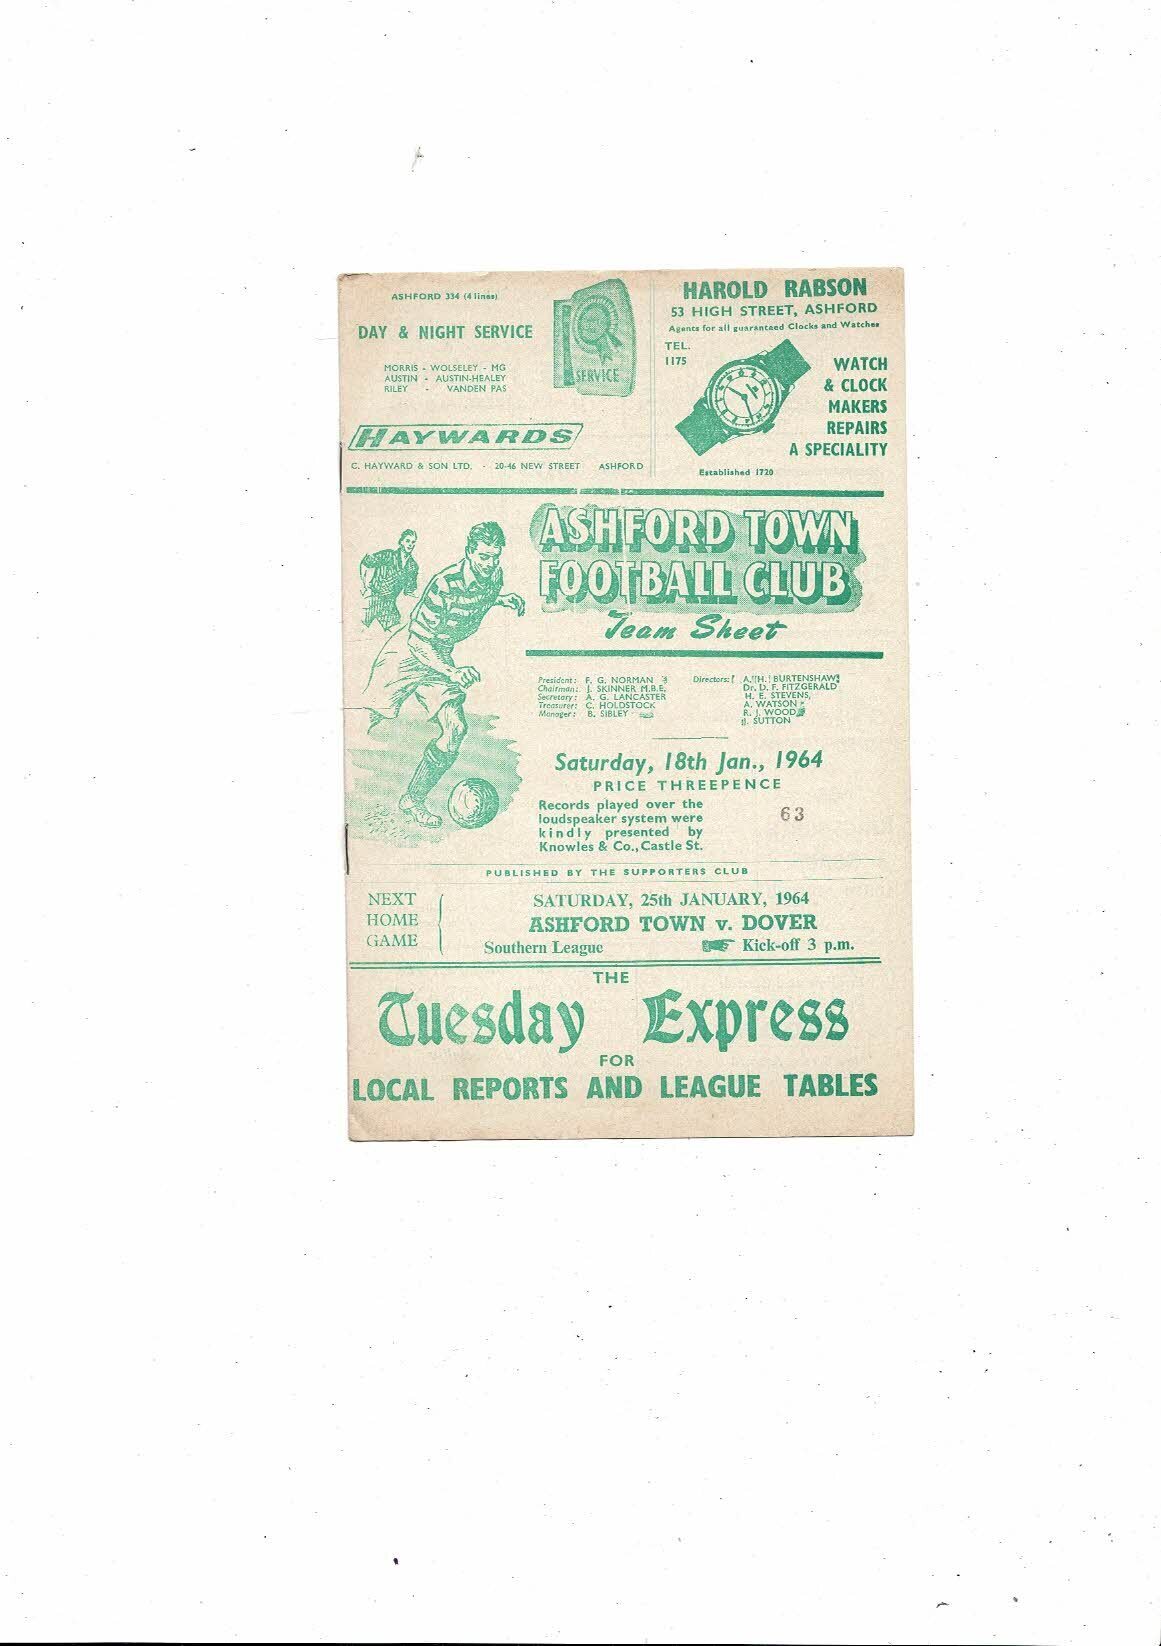 ASHFORD 334 (4 lines)
DAY & NIGHT SERVICE
MORRIS - WOLSELEY - MG
AUSTIN - AUSTIN-HEALEY
RILEY - VANDEN PAS
SERVICE
HAYWARDS
C. HAYWARD & SON LTD. - 20-46 NEW STREET ASHFORD
HAROLD RABSON
53 HIGH STREET, ASHFORD
Agents for all guaranteed Clocks and Watches
TEL.
1175
WATCH
& CLOCK
MAKERS
REPAIRS
A SPECIALITY
Established 1720
ASHFORD TOWN
FOOTBALL CLUB
Team Sheet
President: F. G. NORMAN
Chairman: J. SKINNER M.B.E.
Secretary: A. G. LANCASTER
Treasurer: C. HOLDSTOCK
Manager: B. SIBLEY
Directors: A. H. BURTENSHAW
Dr. D. F. FITZGERALD
H. E. STEVENS,
A. WATSON
R. J. WOOD
SUTTON
Saturday, 18th Jan., 1964
PRICE THREEPENCE
Records played over the
loudspeaker system were
kindly presented by
Knowles & Co., Castle St.
63
PUBLISHED BY THE SUPPORTERS CLUB
NEXT
HOME
GAME
SATURDAY, 25th JANUARY, 1964
ASHFORD TOWN v. DOVER
Southern League Kick-off 3 p.m.
THE
Tuesday Express
FOR
LOCAL REPORTS AND LEAGUE TABLES